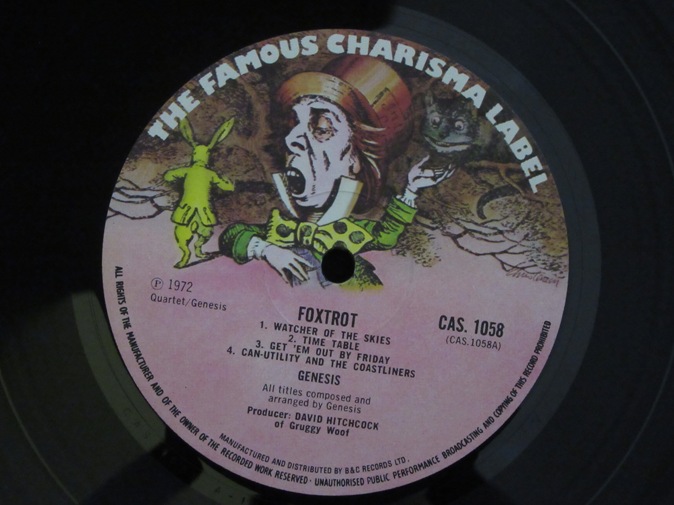 THE FAMOUS CHARISMA LABEL
Ⓟ 1972
Quartet/Genesis
FOXTROT
1. WATCHER OF THE SKIES
2. TIME TABLE
3. GET 'EM OUT BY FRIDAY
4. CAN-UTILITY AND THE COASTLINERS
GENESIS
All titles composed and
arranged by Genesis
Producer: DAVID HITCHCOCK
of Gruggy Woof
CAS. 1058
(CAS.1058A)
MANUFACTURED AND DISTRIBUTED BY B&C RECORDS LTD.
ALL RIGHTS OF THE MANUFACTURER AND OF THE OWNER OF THE RECORDED WORK RESERVED · UNAUTHORISED PUBLIC PERFORMANCE BROADCASTING AND COPYING OF THIS RECORD PROHIBITED